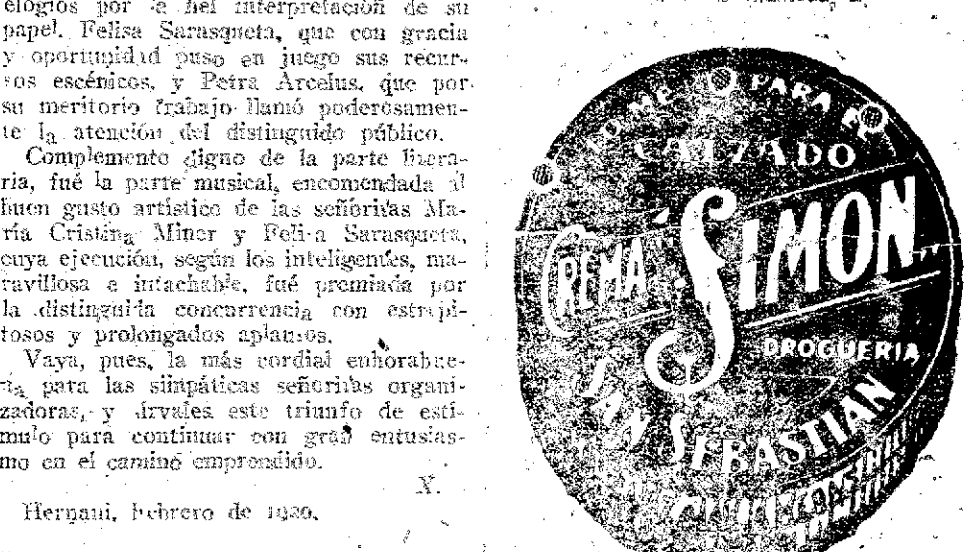 elogios por la fiel interpretación de su
papel. Felisa Sarasqueta, que con gracia
y oportunidad puso en juego sus recur-
sos escénicos, y Petra Arcelus, que por
su meritorio trabajo llamó poderosamen-
te la atención del distinguido público.
Complemento digno de la parte litera-
ria, fué la parte musical, encomendada al
buen gusto artístico de las señoritas Ma-
ría Cristina Miner y Felisa Sarasqueta,
cuya ejecución, según los inteligentes, ma-
ravillosa e intachable, fué premiada por
la distinguida concurrencia con estrepi-
tosos y prolongados aplausos.
Vaya, pues, la más cordial enhorabue-
na para las simpáticas señoritas organi-
zadoras, y sírvales este triunfo de estí-
mulo para continuar con gran entusias-
mo en el camino emprendido.
X.
Hernani, Febrero de 1920.
PARA EL
CALZADO
CREMA SIMON
DROGUERIA
SAN SEBASTIAN